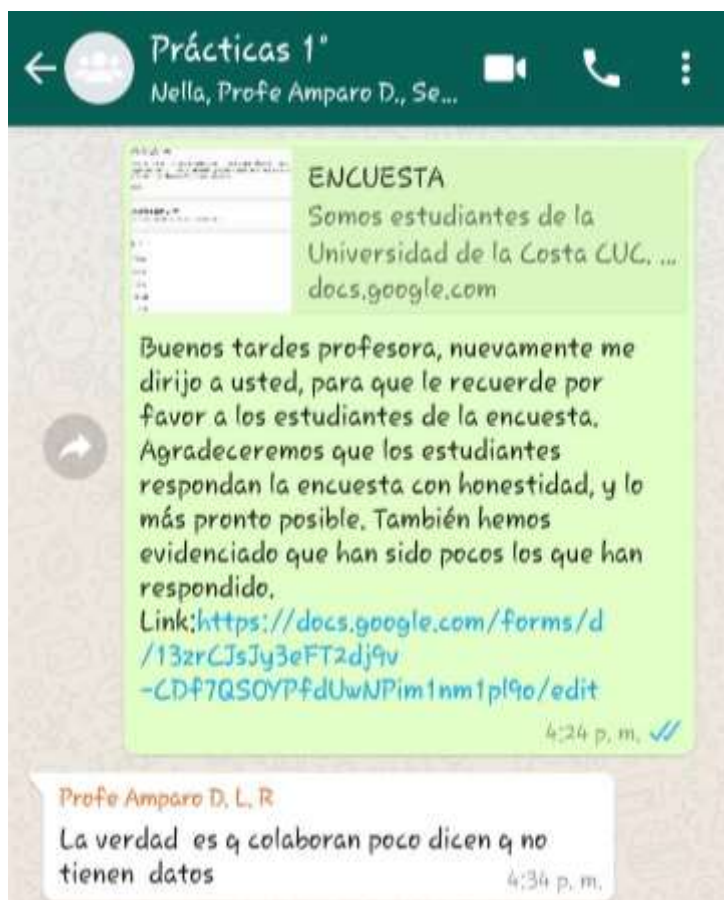 Prácticas 1°
Nella, Profe Amparo D., Se...
ENCUESTA
Somos estudiantes de la
Universidad de la Costa CUC. ...
docs.google.com
Buenos tardes profesora, nuevamente me
dirijo a usted, para que le recuerde por
favor a los estudiantes de la encuesta.
Agradeceremos que los estudiantes
respondan la encuesta con honestidad, y lo
más pronto posible. También hemos
evidenciado que han sido pocos los que han
respondido.
Link:https://docs.google.com/forms/d
/13zrCJsJy3eFT2dj9v
-CDf7QSOYPfdUwNPim1nm1pl9o/edit
4:24 p. m.
Profe Amparo D. L. R
La verdad es q colaboran poco dicen q no
tienen datos
4:34 p. m.